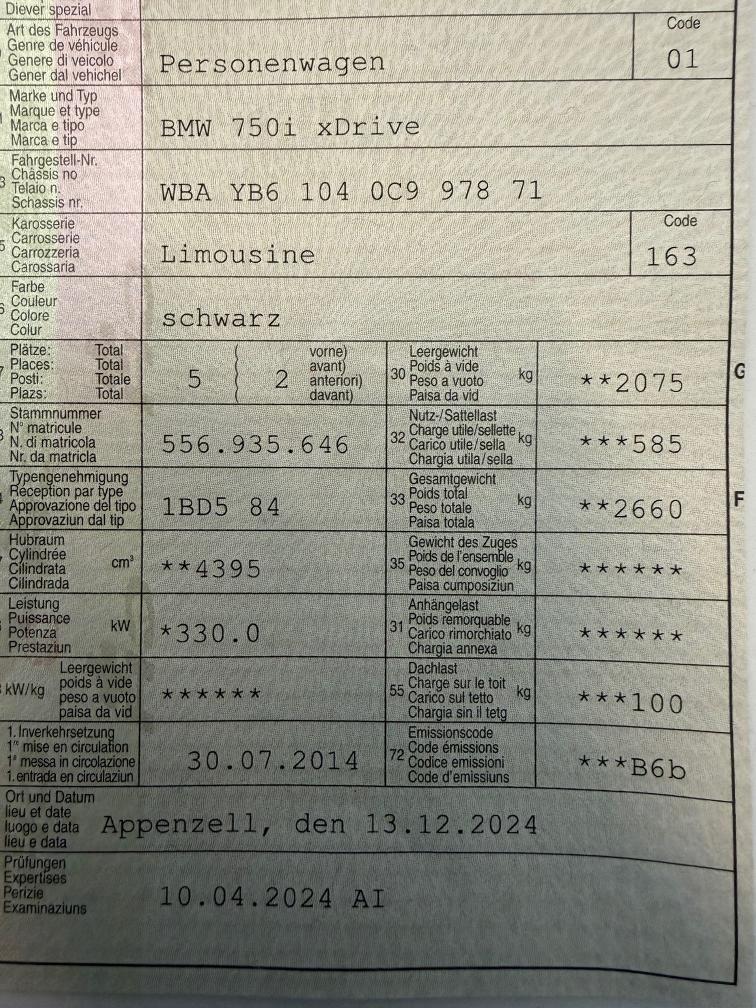 Diever spezial
Art des Fahrzeugs
Genre de véhicule
Genere di veicolo
Gener dal vehichel
Personenwagen
Code
01
Marke und Typ
Marque et type
Marca e tipo
Marca e tip
BMW 750i xDrive
Fahrgestell-Nr.
Châssis no
Telaio n.
Schassis nr.
WBA YB6 104 0C9 978 71
Karosserie
Carrosserie
Carrozzeria
Carossaria
Limousine
Code
163
Farbe
Couleur
Colore
Colur
schwarz
Plätze: Total
Places: Total
Posti: Totale
Plazs: Total
5
2
vorne)
avant)
anteriori)
davant)
30
Leergewicht
Poids à vide
Peso a vuoto
Paisa da vid
kg
**2075
G
Stammnummer
N° matricule
N. di matricola
Nr. da matricla
556.935.646
32
Nutz-/Sattellast
Charge utile/sellette
Carico utile/sella
Chargia utila/sella
kg
***585
Typengenehmigung
Réception par type
Approvazione del tipo
Approvaziun dal tip
1BD5 84
33
Gesamtgewicht
Poids total
Peso totale
Paisa totala
kg
**2660
F
Hubraum
Cylindrée
Cilindrata
Cilindrada
cm³
**4395
35
Gewicht des Zuges
Poids de l'ensemble
Peso del convoglio
Paisa cumposiziun
kg
******
Leistung
Puissance
Potenza
Prestaziun
kW
*330.0
31
Anhängelast
Poids remorquable
Carico rimorchiato
Chargia annexa
kg
******
kW/kg
Leergewicht
poids à vide
peso a vuoto
paisa da vid
******
55
Dachlast
Charge sur le toit
Carico sul tetto
Chargia sin il tetg
kg
***100
1. Inverkehrsetzung
1re mise en circulation
1a messa in circolazione
1. entrada en circulaziun
30.07.2014
72
Emissionscode
Code émissions
Codice emissioni
Code d'emissiuns
***B6b
Ort und Datum
lieu et date
luogo e data
lieu e data
Appenzell, den 13.12.2024
Prüfungen
Expertises
Perizie
Examinaziuns
10.04.2024 AI